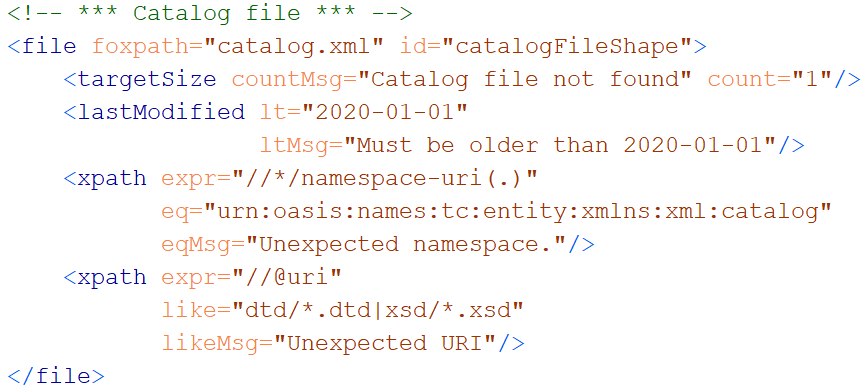 <!-- *** Catalog file *** -->
<file foxpath="catalog.xml" id="catalogFileShape">
    <targetSize countMsg="Catalog file not found" count="1"/>
    <lastModified lt="2020-01-01"
                  ltMsg="Must be older than 2020-01-01"/>
    <xpath expr="//*/namespace-uri(.)"
           eq="urn:oasis:names:tc:entity:xmlns:xml:catalog"
           eqMsg="Unexpected namespace."/>
    <xpath expr="//@uri"
           like="dtd/*.dtd|xsd/*.xsd"
           likeMsg="Unexpected URI"/>
</file>